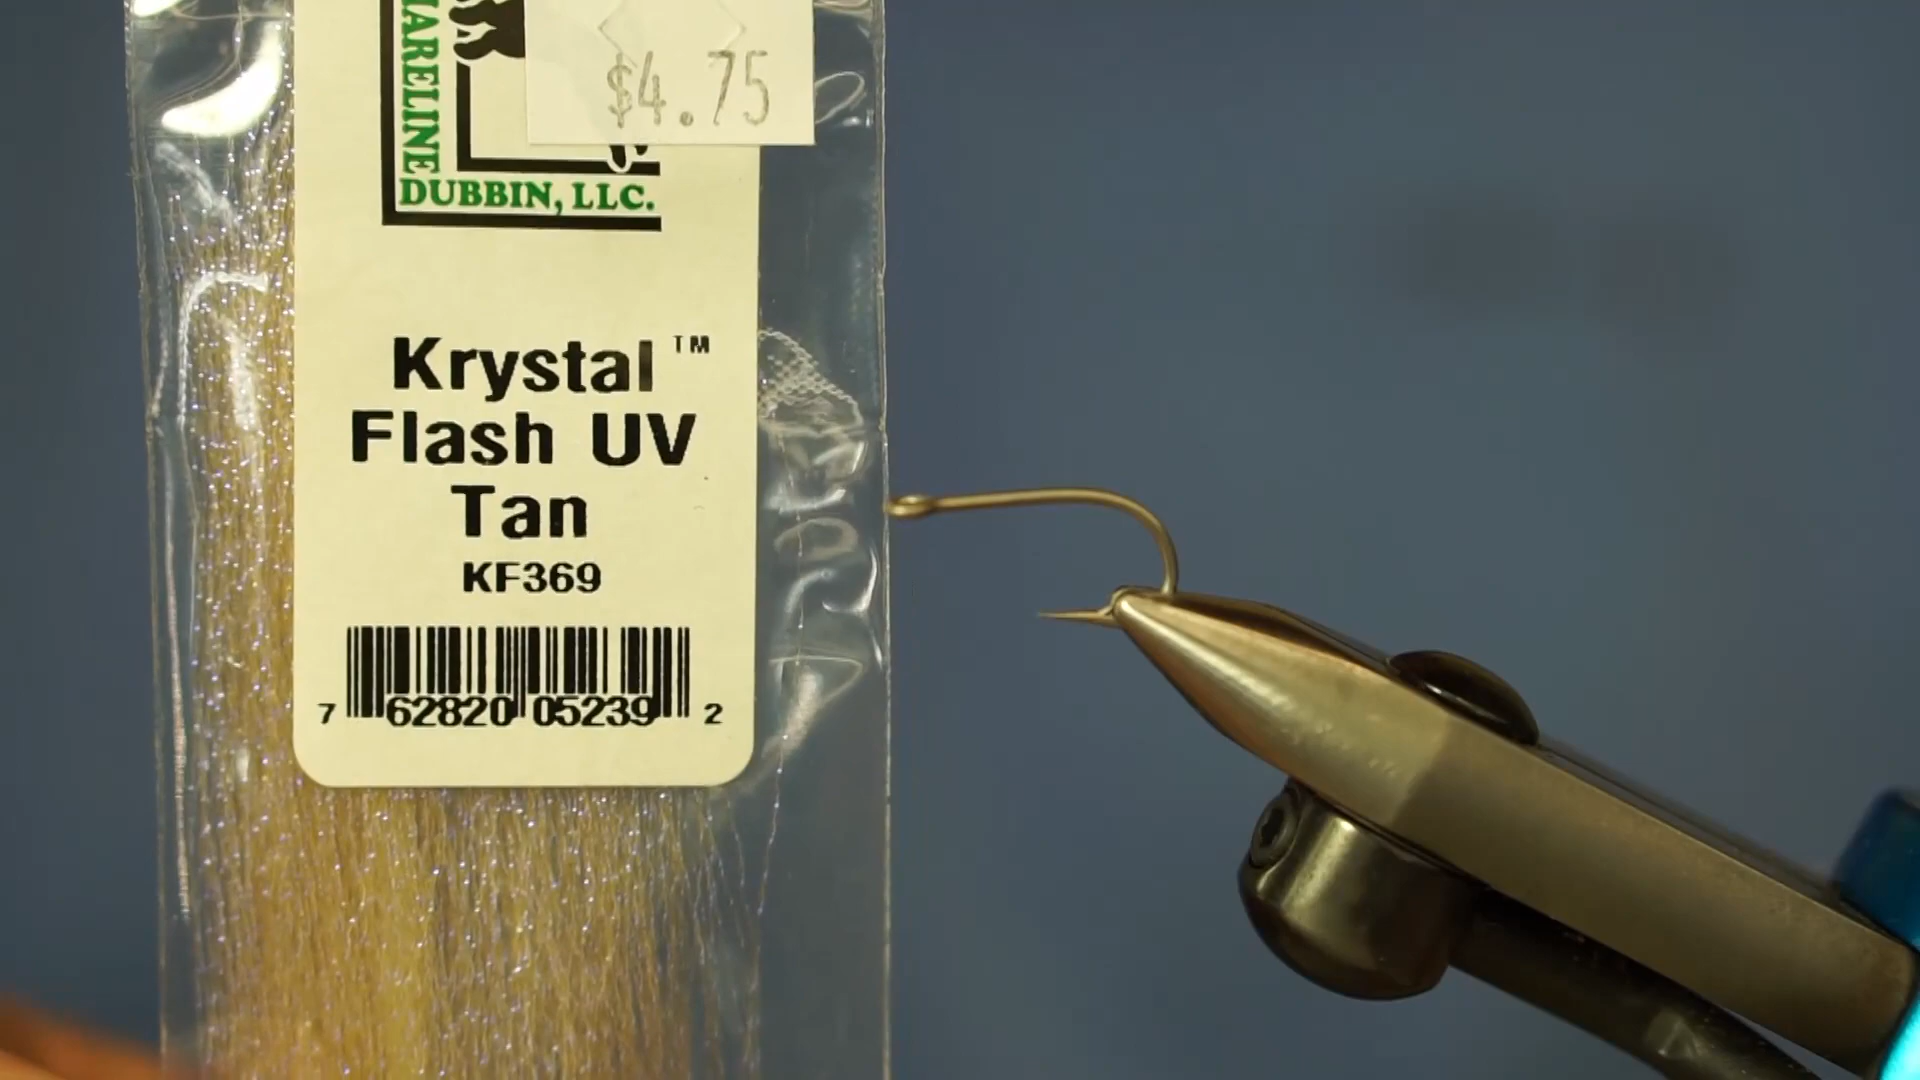 $4.75
HARELINE
DUBBIN, LLC.
Krystal™
Flash UV
Tan
KF369
7 62820 05239 2